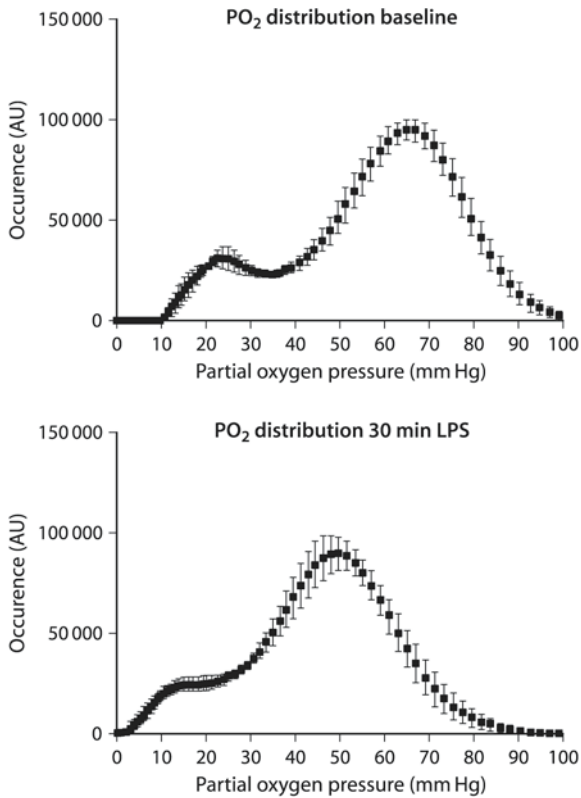 PO2 distribution baseline
150 000
100 000
50 000
0
Occurence (AU)
0 10 20 30 40 50 60 70 80 90 100
Partial oxygen pressure (mm Hg)
PO2 distribution 30 min LPS
150 000
100 000
50 000
0
Occurence (AU)
0 10 20 30 40 50 60 70 80 90 100
Partial oxygen pressure (mm Hg)